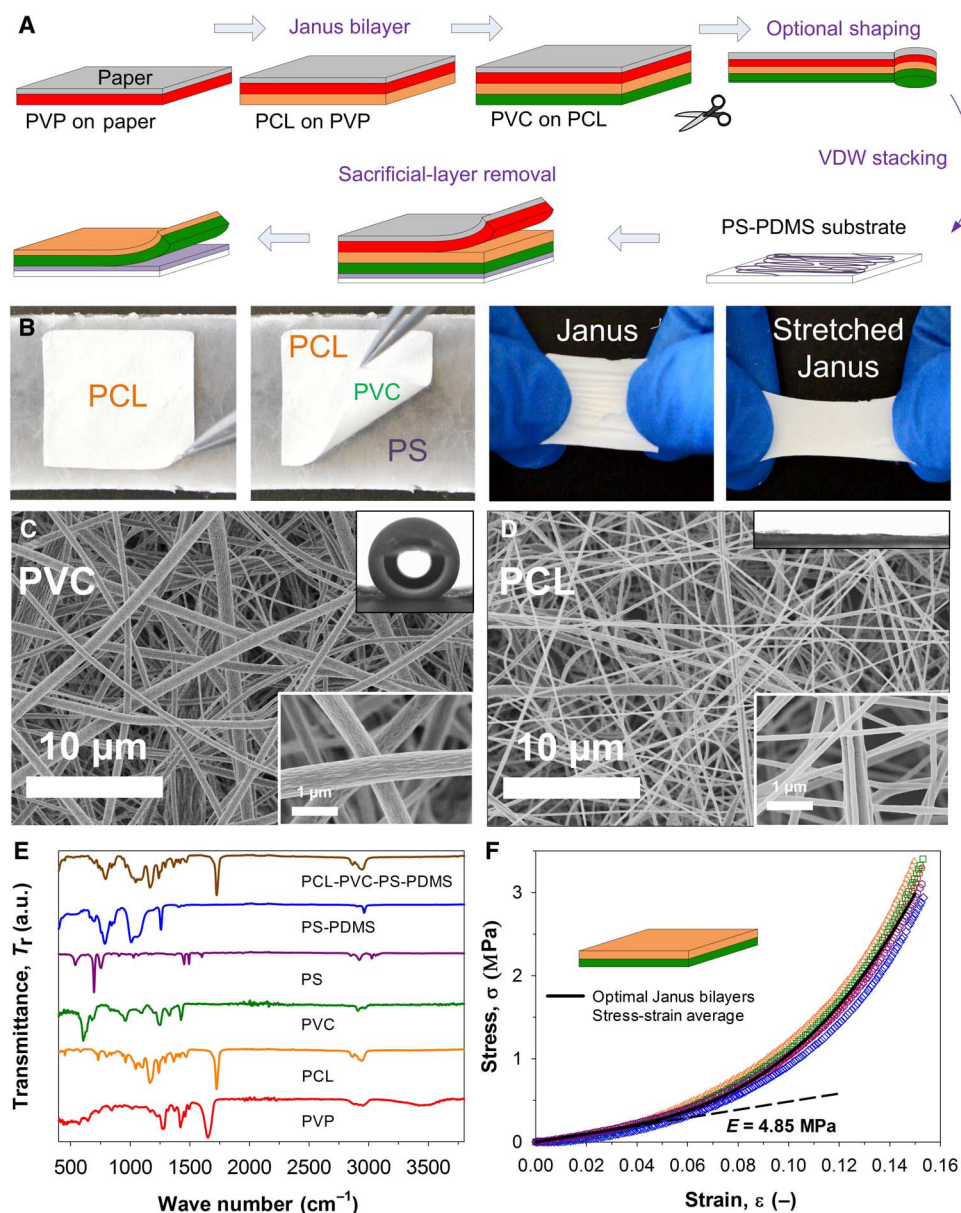 A
Janus bilayer
Optional shaping
Paper
PVP on paper
PCL on PVP
PVC on PCL
VDW stacking
Sacrificial-layer removal
PS-PDMS substrate
B
PCL
PCL
PVC
PS
Janus
Stretched
Janus
C
PVC
10 µm
1 µm
D
PCL
10 µm
1 µm
E
Transmittance, Tr (a.u.)
PCL-PVC-PS-PDMS
PS-PDMS
PS
PVC
PCL
PVP
500 1000 1500 2000 2500 3000 3500
Wave number (cm⁻¹)
F
Stress, σ (MPa)
3
2
1
0
Optimal Janus bilayers
Stress-strain average
E = 4.85 MPa
0.00 0.02 0.04 0.06 0.08 0.10 0.12 0.14 0.16
Strain, ε (–)